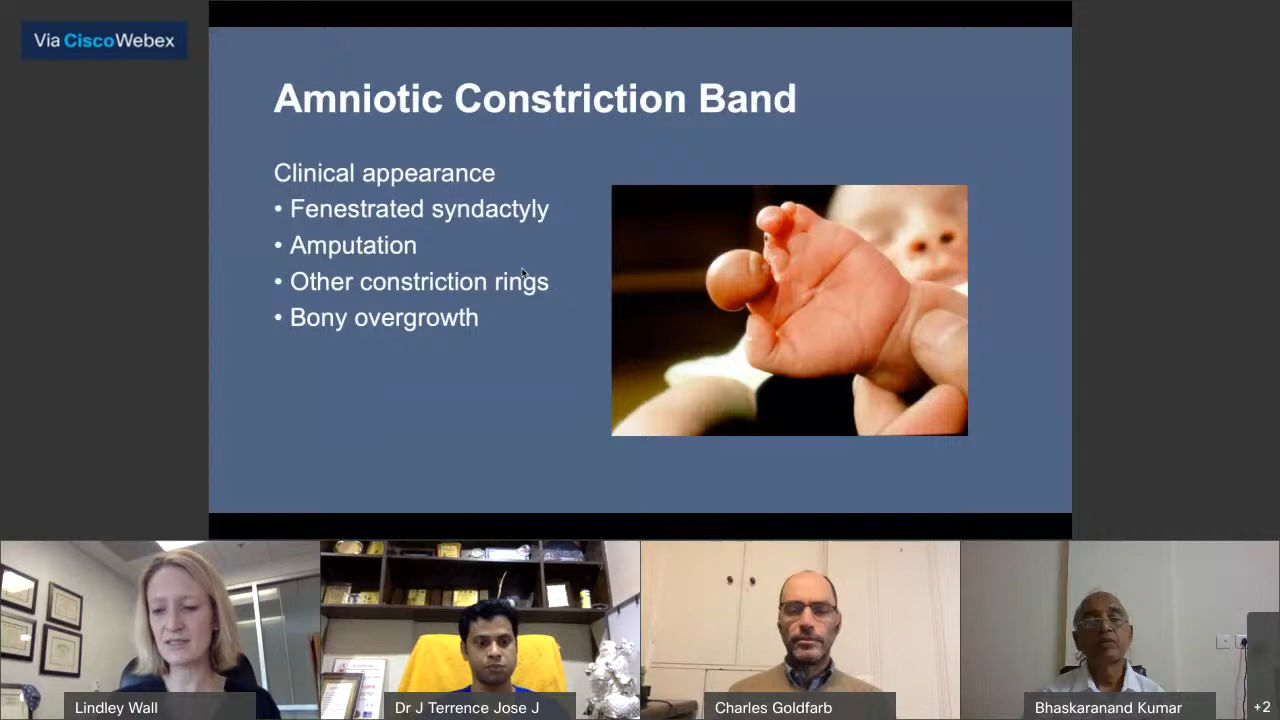 Via CiscoWebex
Amniotic Constriction Band
Clinical appearance
• Fenestrated syndactyly
• Amputation
• Other constriction rings
• Bony overgrowth
Lindley Wall
Dr J Terrence Jose J
Charles Goldfarb
Bhaskaranand Kumar
+2